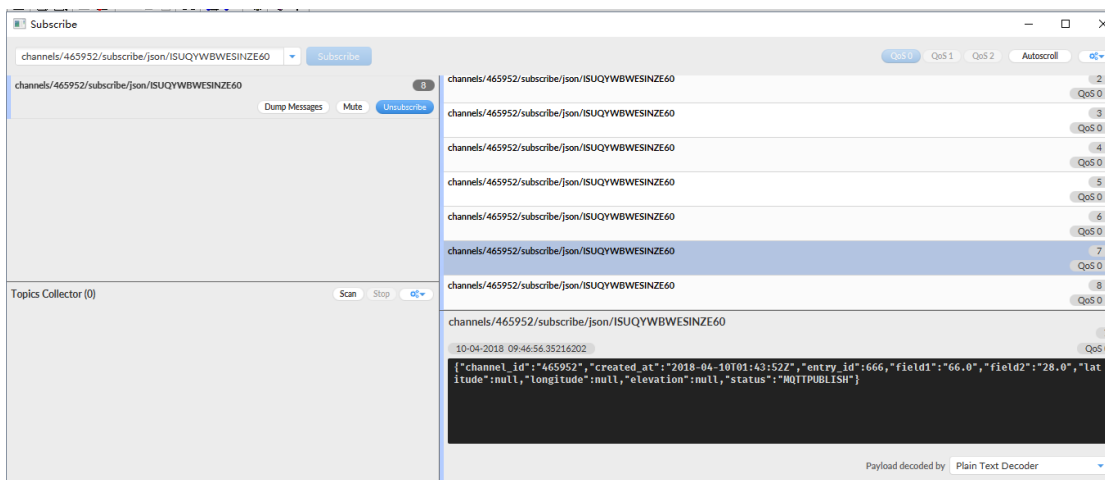 Subscribe
channels/465952/subscribe/json/ISUQYWBWESINZE60 Subscribe QoS 0 QoS 1 QoS 2 Autoscroll
channels/465952/subscribe/json/ISUQYWBWESINZE60 8
Dump Messages Mute Unsubscribe
channels/465952/subscribe/json/ISUQYWBWESINZE60 2
QoS 0
channels/465952/subscribe/json/ISUQYWBWESINZE60 3
QoS 0
channels/465952/subscribe/json/ISUQYWBWESINZE60 4
QoS 0
channels/465952/subscribe/json/ISUQYWBWESINZE60 5
QoS 0
channels/465952/subscribe/json/ISUQYWBWESINZE60 6
QoS 0
channels/465952/subscribe/json/ISUQYWBWESINZE60 7
QoS 0
channels/465952/subscribe/json/ISUQYWBWESINZE60 8
QoS 0
Topics Collector (0) Scan Stop
channels/465952/subscribe/json/ISUQYWBWESINZE60
10-04-2018 09:46:56.35216202 QoS
{"channel_id":"465952","created_at":"2018-04-10T01:43:52Z","entry_id":666,"field1":"66.0","field2":"28.0","lat
itude":null,"longitude":null,"elevation":null,"status":"MQTTPUBLISH"}
Payload decoded by Plain Text Decoder